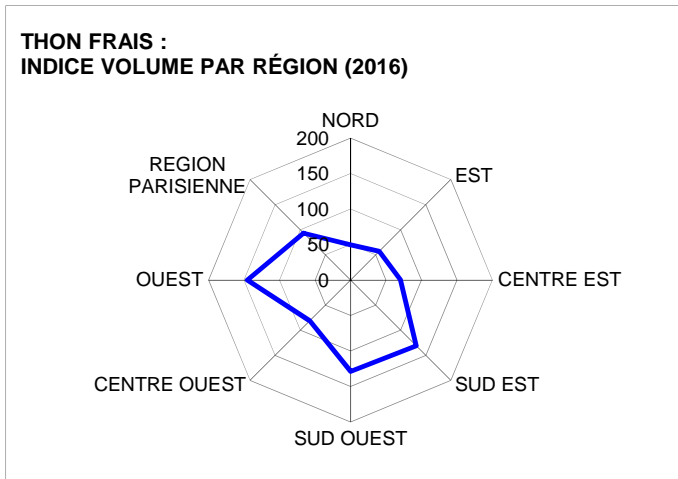 THON FRAIS :
INDICE VOLUME PAR RÉGION (2016)
NORD
200
REGION
PARISIENNE
EST
150
100
50
OUEST
0
CENTRE EST
CENTRE OUEST
SUD EST
SUD OUEST